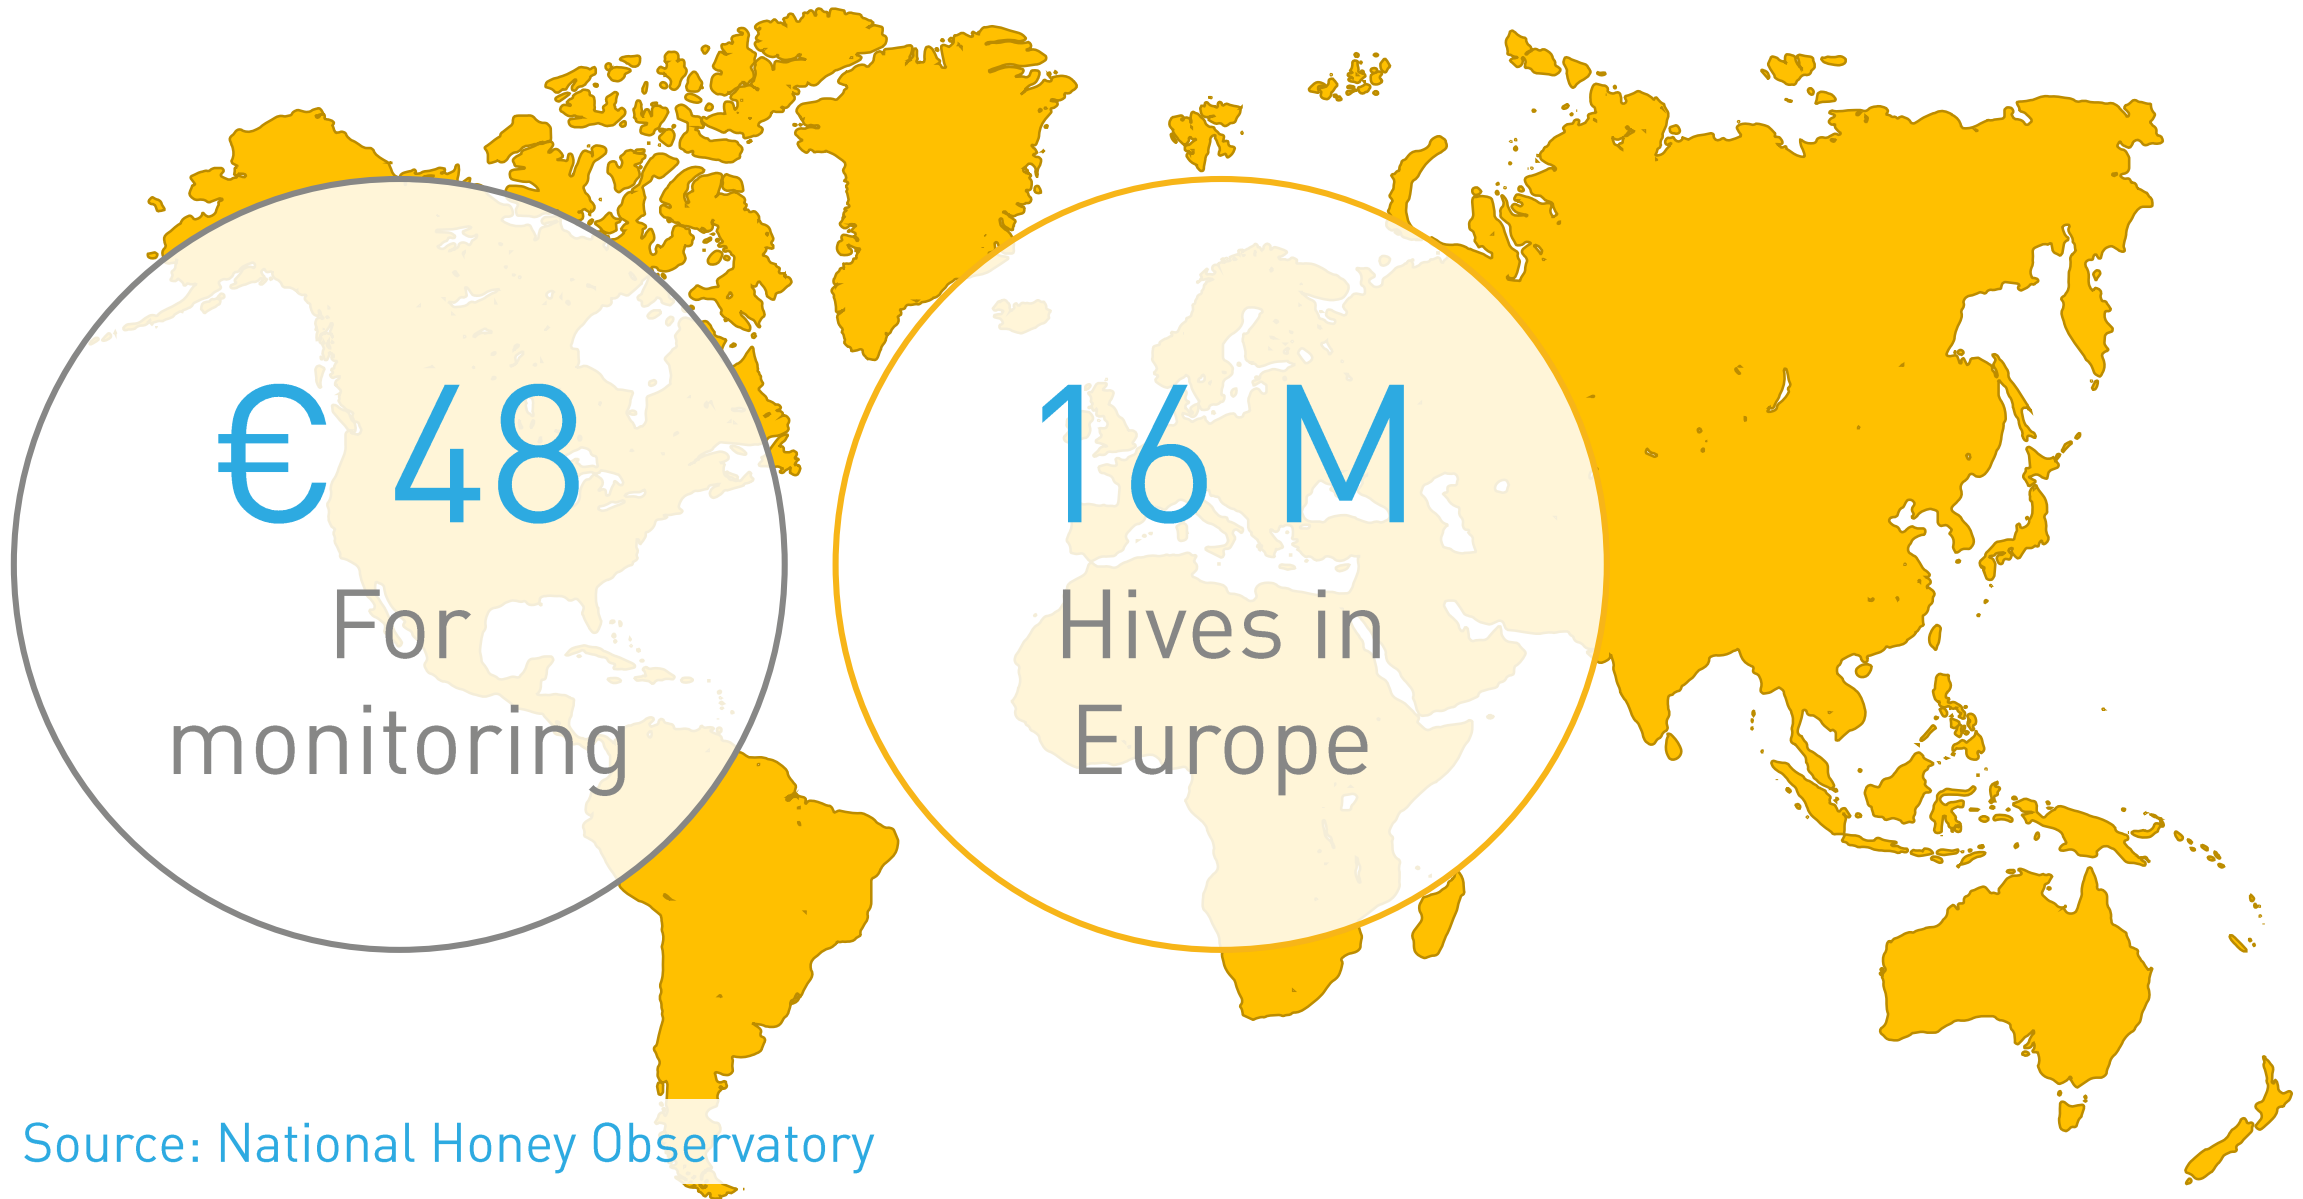 € 48
For
monitoring
16 M
Hives in
Europe
Source: National Honey Observatory